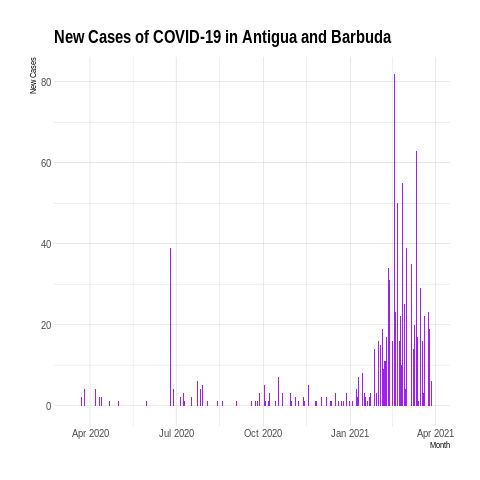 New Cases of COVID-19 in Antigua and Barbuda
New Cases
80
60
40
20
0
Apr 2020 Jul 2020 Oct 2020 Jan 2021 Apr 2021
Month